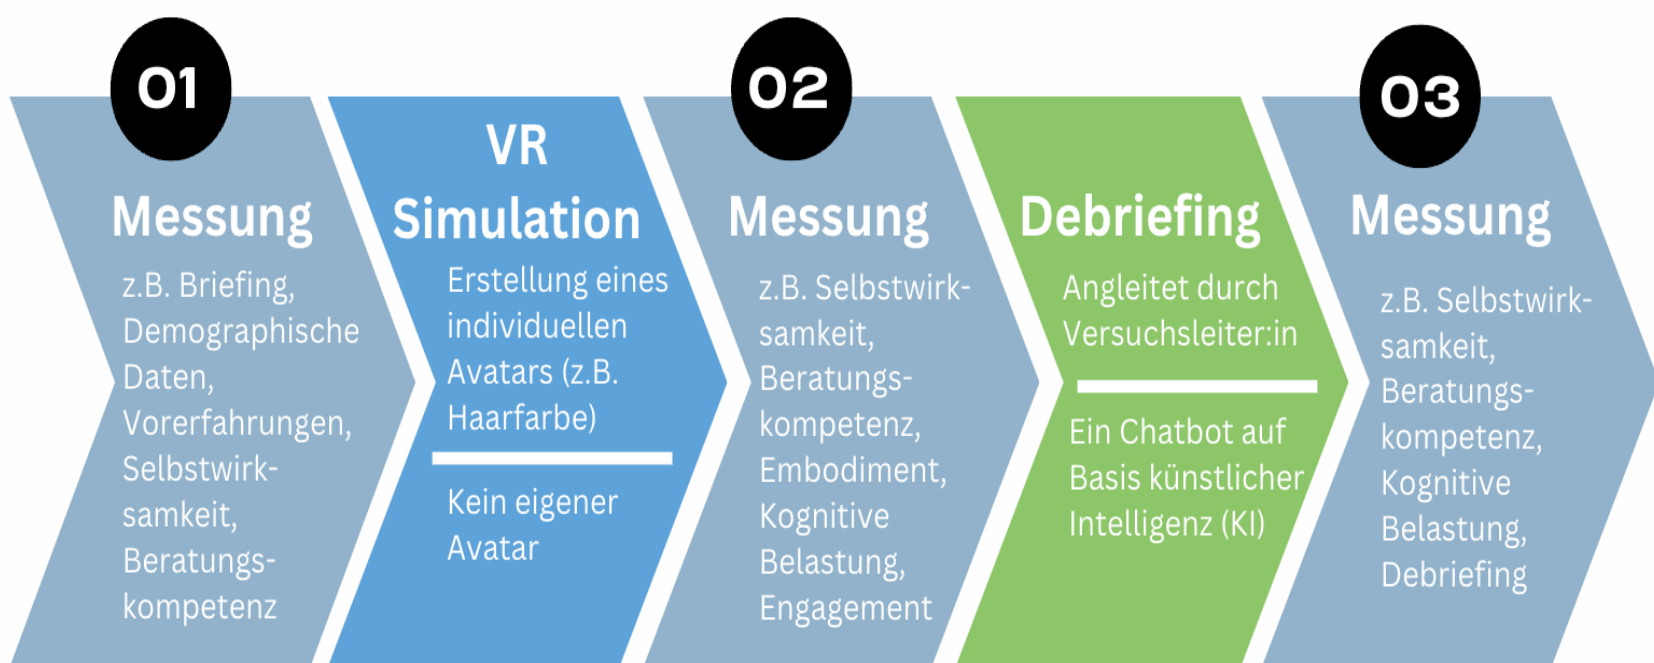 01
Messung
z.B. Briefing,
Demographische
Daten,
Vorerfahrungen,
Selbstwirk-
samkeit,
Beratungs-
kompetenz
VR
Simulation
Erstellung eines
individuellen
Avatars (z.B.
Haarfarbe)
Kein eigener
Avatar
02
Messung
z.B. Selbstwirk-
samkeit,
Beratungs-
kompetenz,
Embodiment,
Kognitive
Belastung,
Engagement
Debriefing
Angleitet durch
Versuchsleiter:in
Ein Chatbot auf
Basis künstlicher
Intelligenz (KI)
03
Messung
z.B. Selbstwirk-
samkeit,
Beratungs-
kompetenz,
Kognitive
Belastung,
Debriefing